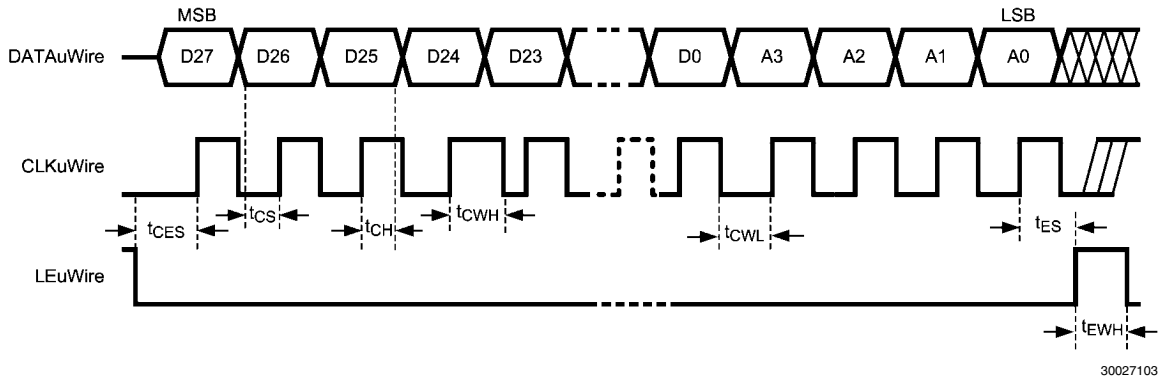 MSB LSB
DATAuWire D27 D26 D25 D24 D23 D0 A3 A2 A1 A0
CLKuWire
tCES tCS tCH tCWH tCWL tES
LEuWire
tEWH
30027103